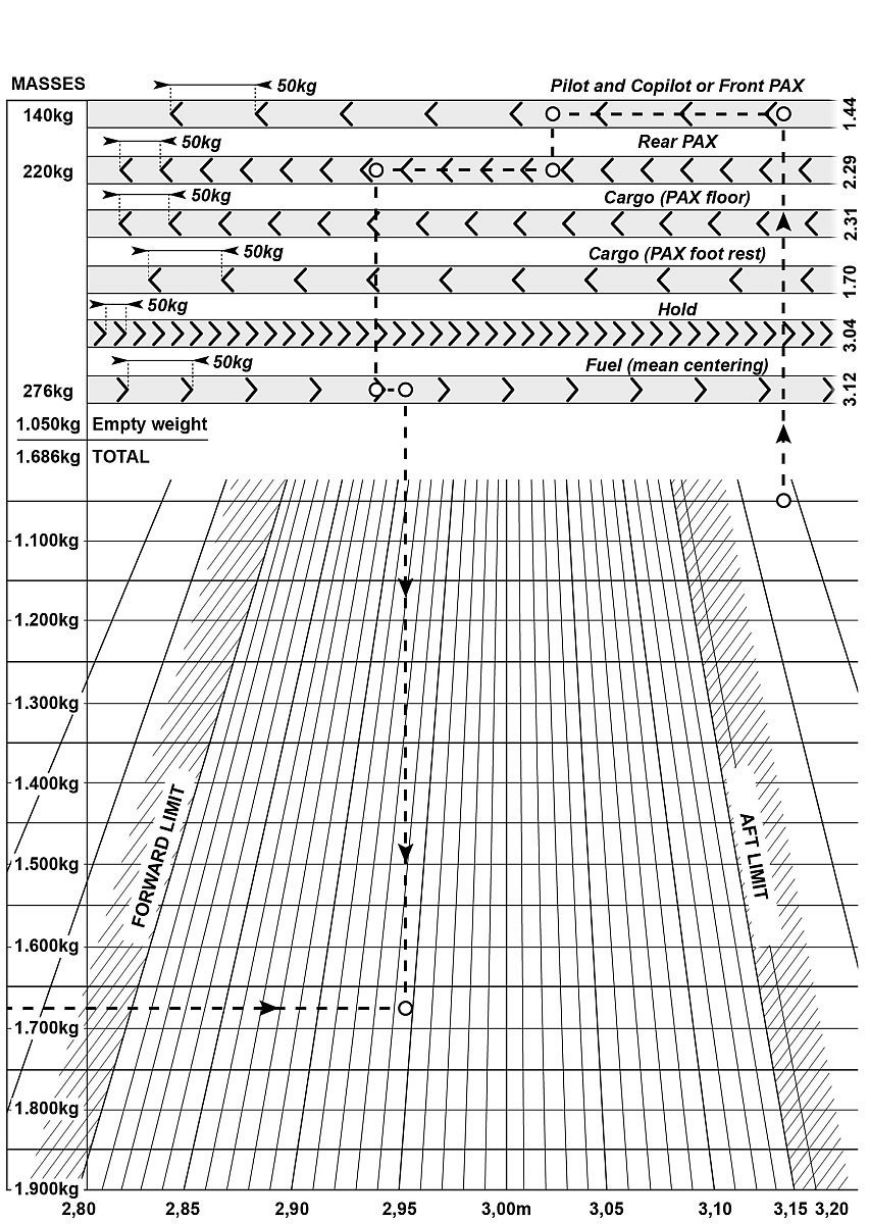 MASSES
50kg
Pilot and Copilot or Front PAX
140kg
1.44
50kg
Rear PAX
220kg
2.29
50kg
Cargo (PAX floor)
2.31
50kg
Cargo (PAX foot rest)
1.70
50kg
Hold
3.04
50kg
Fuel (mean centering)
276kg
3.12
1.050kg Empty weight
1.686kg TOTAL
1.100kg
1.200kg
1.300kg
1.400kg
FORWARD LIMIT
AFT LIMIT
1.500kg
1.600kg
1.700kg
1.800kg
1.900kg
2,80 2,85 2,90 2,95 3,00m 3,05 3,10 3,15 3,20